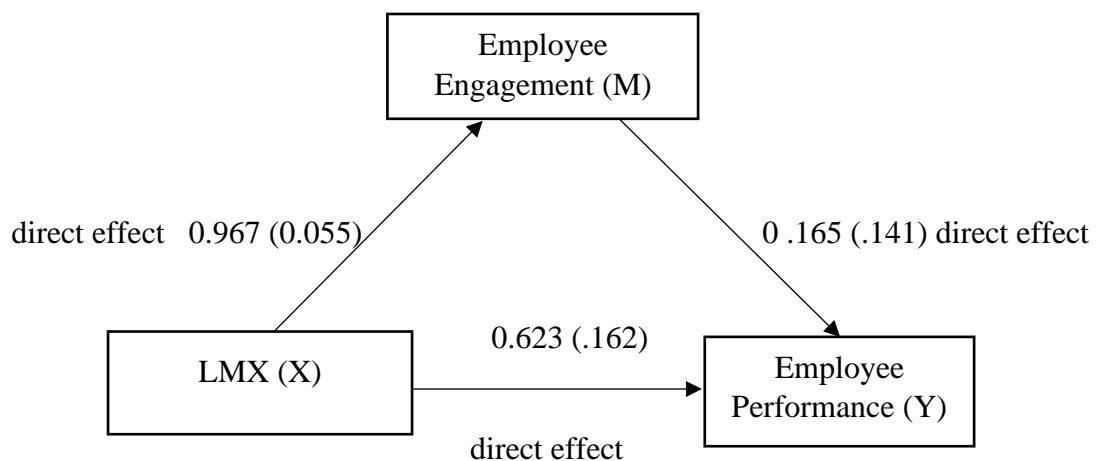 Employee
Engagement (M)
direct effect 0.967 (0.055)
0 .165 (.141) direct effect
0.623 (.162)
LMX (X)
Employee
Performance (Y)
direct effect